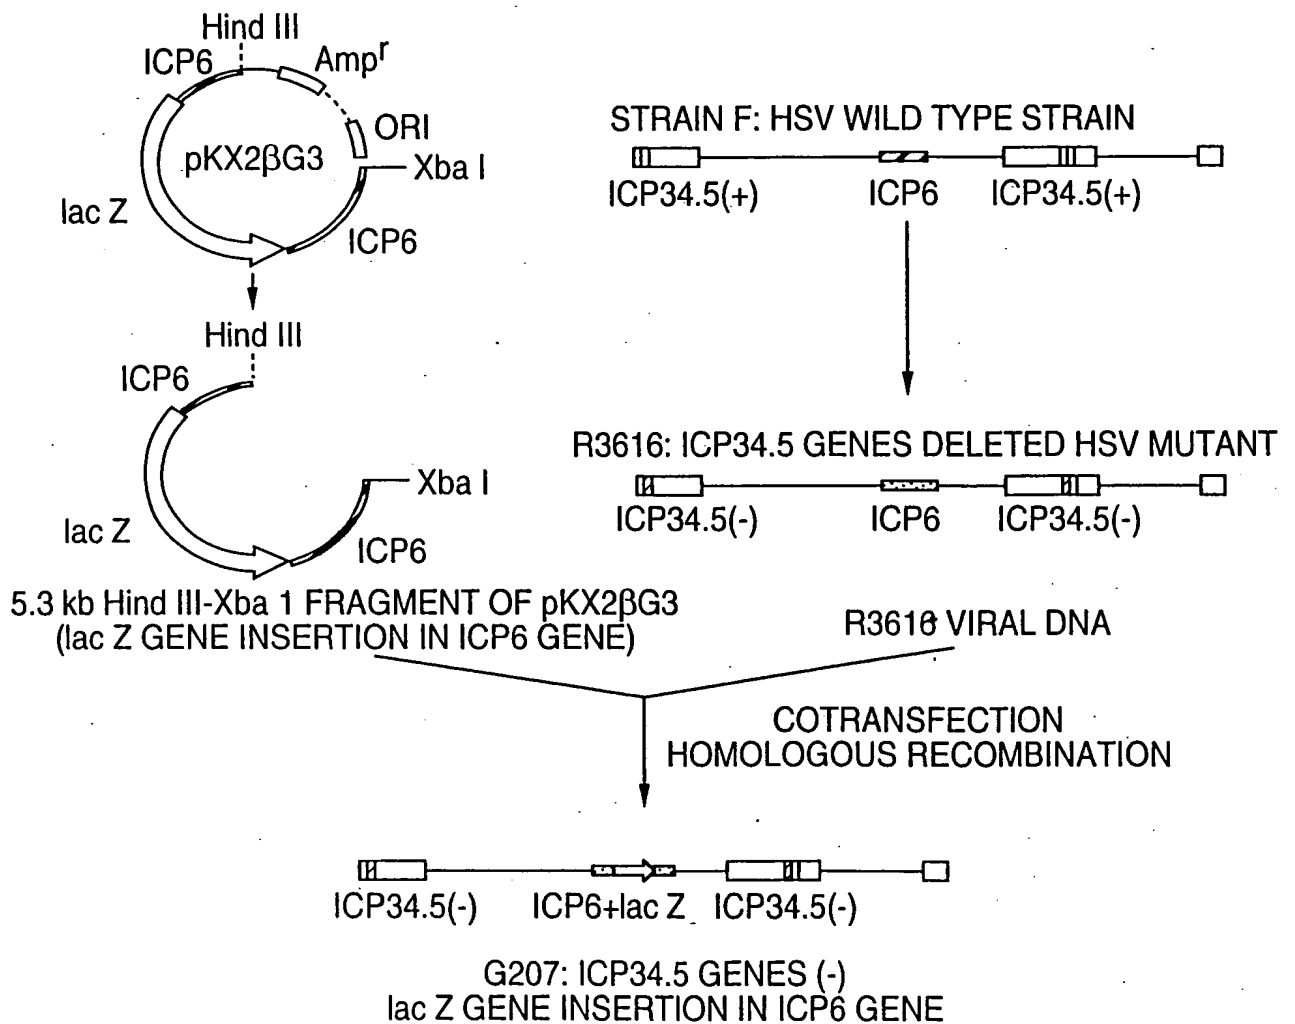 Hind III
ICP6
Ampr
ORI
pKX2βG3
Xba I
lac Z
ICP6
Hind III
ICP6
Xba I
lac Z
ICP6
5.3 kb Hind III-Xba 1 FRAGMENT OF pKX2βG3
(lac Z GENE INSERTION IN ICP6 GENE)
STRAIN F: HSV WILD TYPE STRAIN
ICP34.5(+)
ICP6
ICP34.5(+)
R3616: ICP34.5 GENES DELETED HSV MUTANT
ICP34.5(-)
ICP6
ICP34.5(-)
R3616 VIRAL DNA
COTRANSFECTION
HOMOLOGOUS RECOMBINATION
ICP34.5(-)
ICP6+lac Z
ICP34.5(-)
G207: ICP34.5 GENES (-)
lac Z GENE INSERTION IN ICP6 GENE